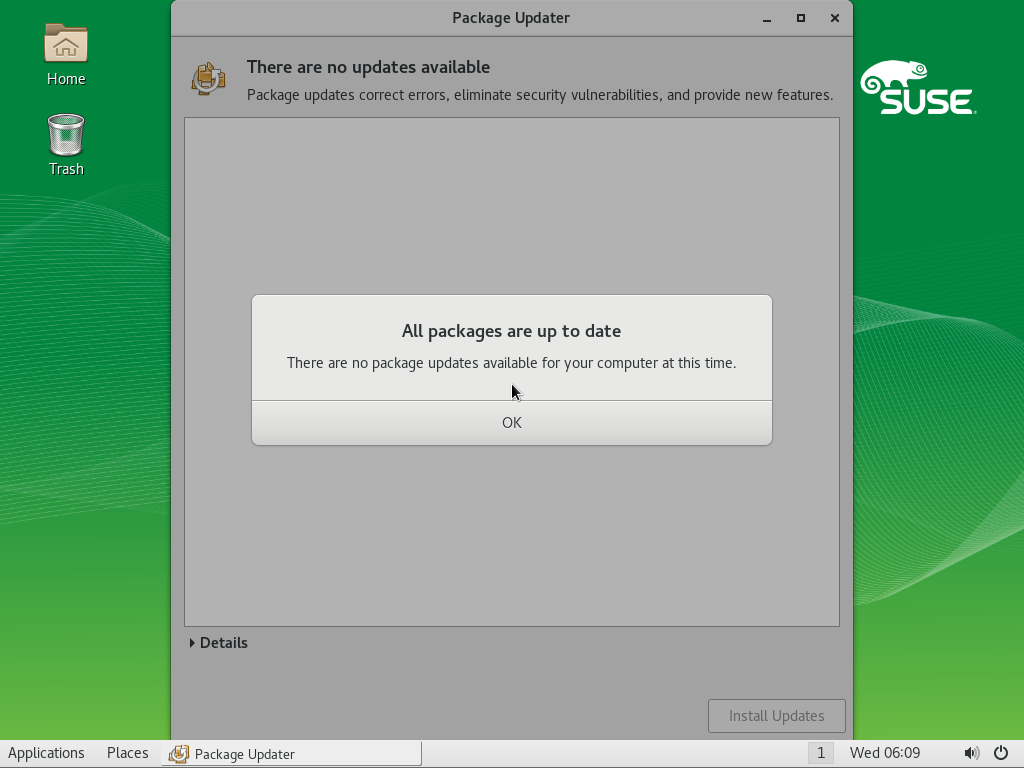 Package Updater
Home
There are no updates available
Package updates correct errors, eliminate security vulnerabilities, and provide new features.
SUSE
Trash
All packages are up to date
There are no package updates available for your computer at this time.
OK
Details
Install Updates
Applications
Places
Package Updater
1
Wed 06:09